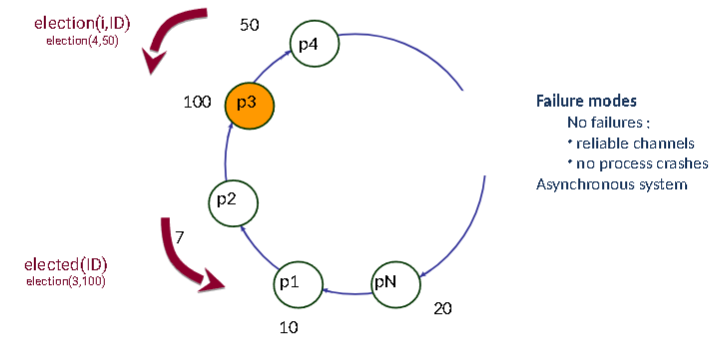 election(i,ID)
election(4,50)
50
p4
100
p3
Failure modes
No failures ;
• reliable channels
• no process crashes
Asynchronous system
p2
7
elected(ID)
election(3,100)
p1
pN
20
10